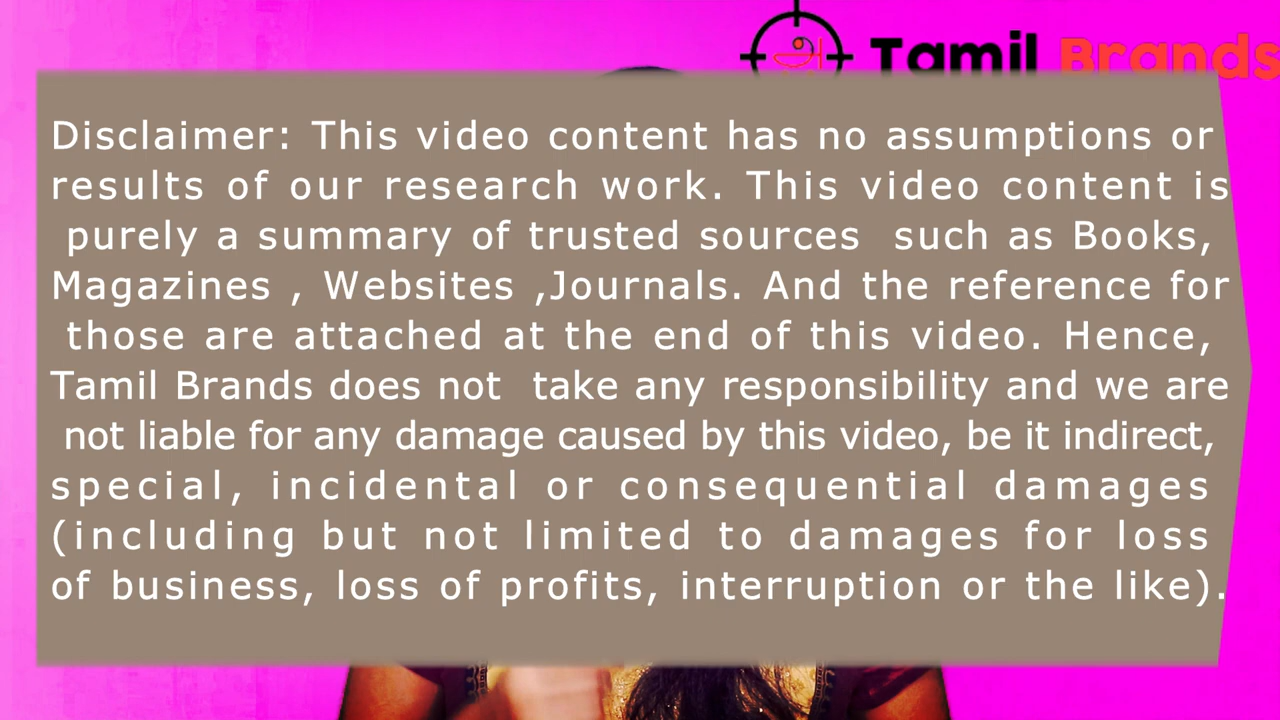 Tamil Brands
Disclaimer: This video content has no assumptions or
results of our research work. This video content is
purely a summary of trusted sources such as Books,
Magazines , Websites ,Journals. And the reference for
those are attached at the end of this video. Hence,
Tamil Brands does not take any responsibility and we are
not liable for any damage caused by this video, be it indirect,
special, incidental or consequential damages
(including but not limited to damages for loss
of business, loss of profits, interruption or the like).